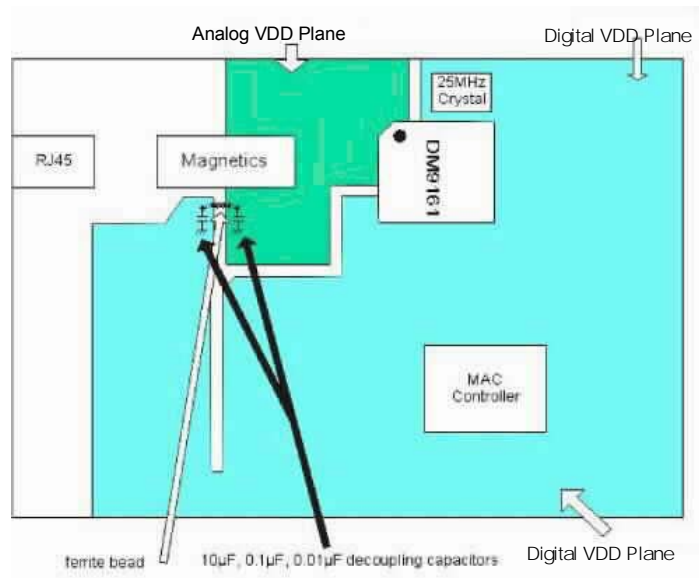 Analog VDD Plane
Digital VDD Plane
25MHz
Crystal
RJ45
Magnetics
DM9161
MAC
Controller
ferrite bead
10µF, 0.1µF, 0.01µF decoupling capacitors
Digital VDD Plane